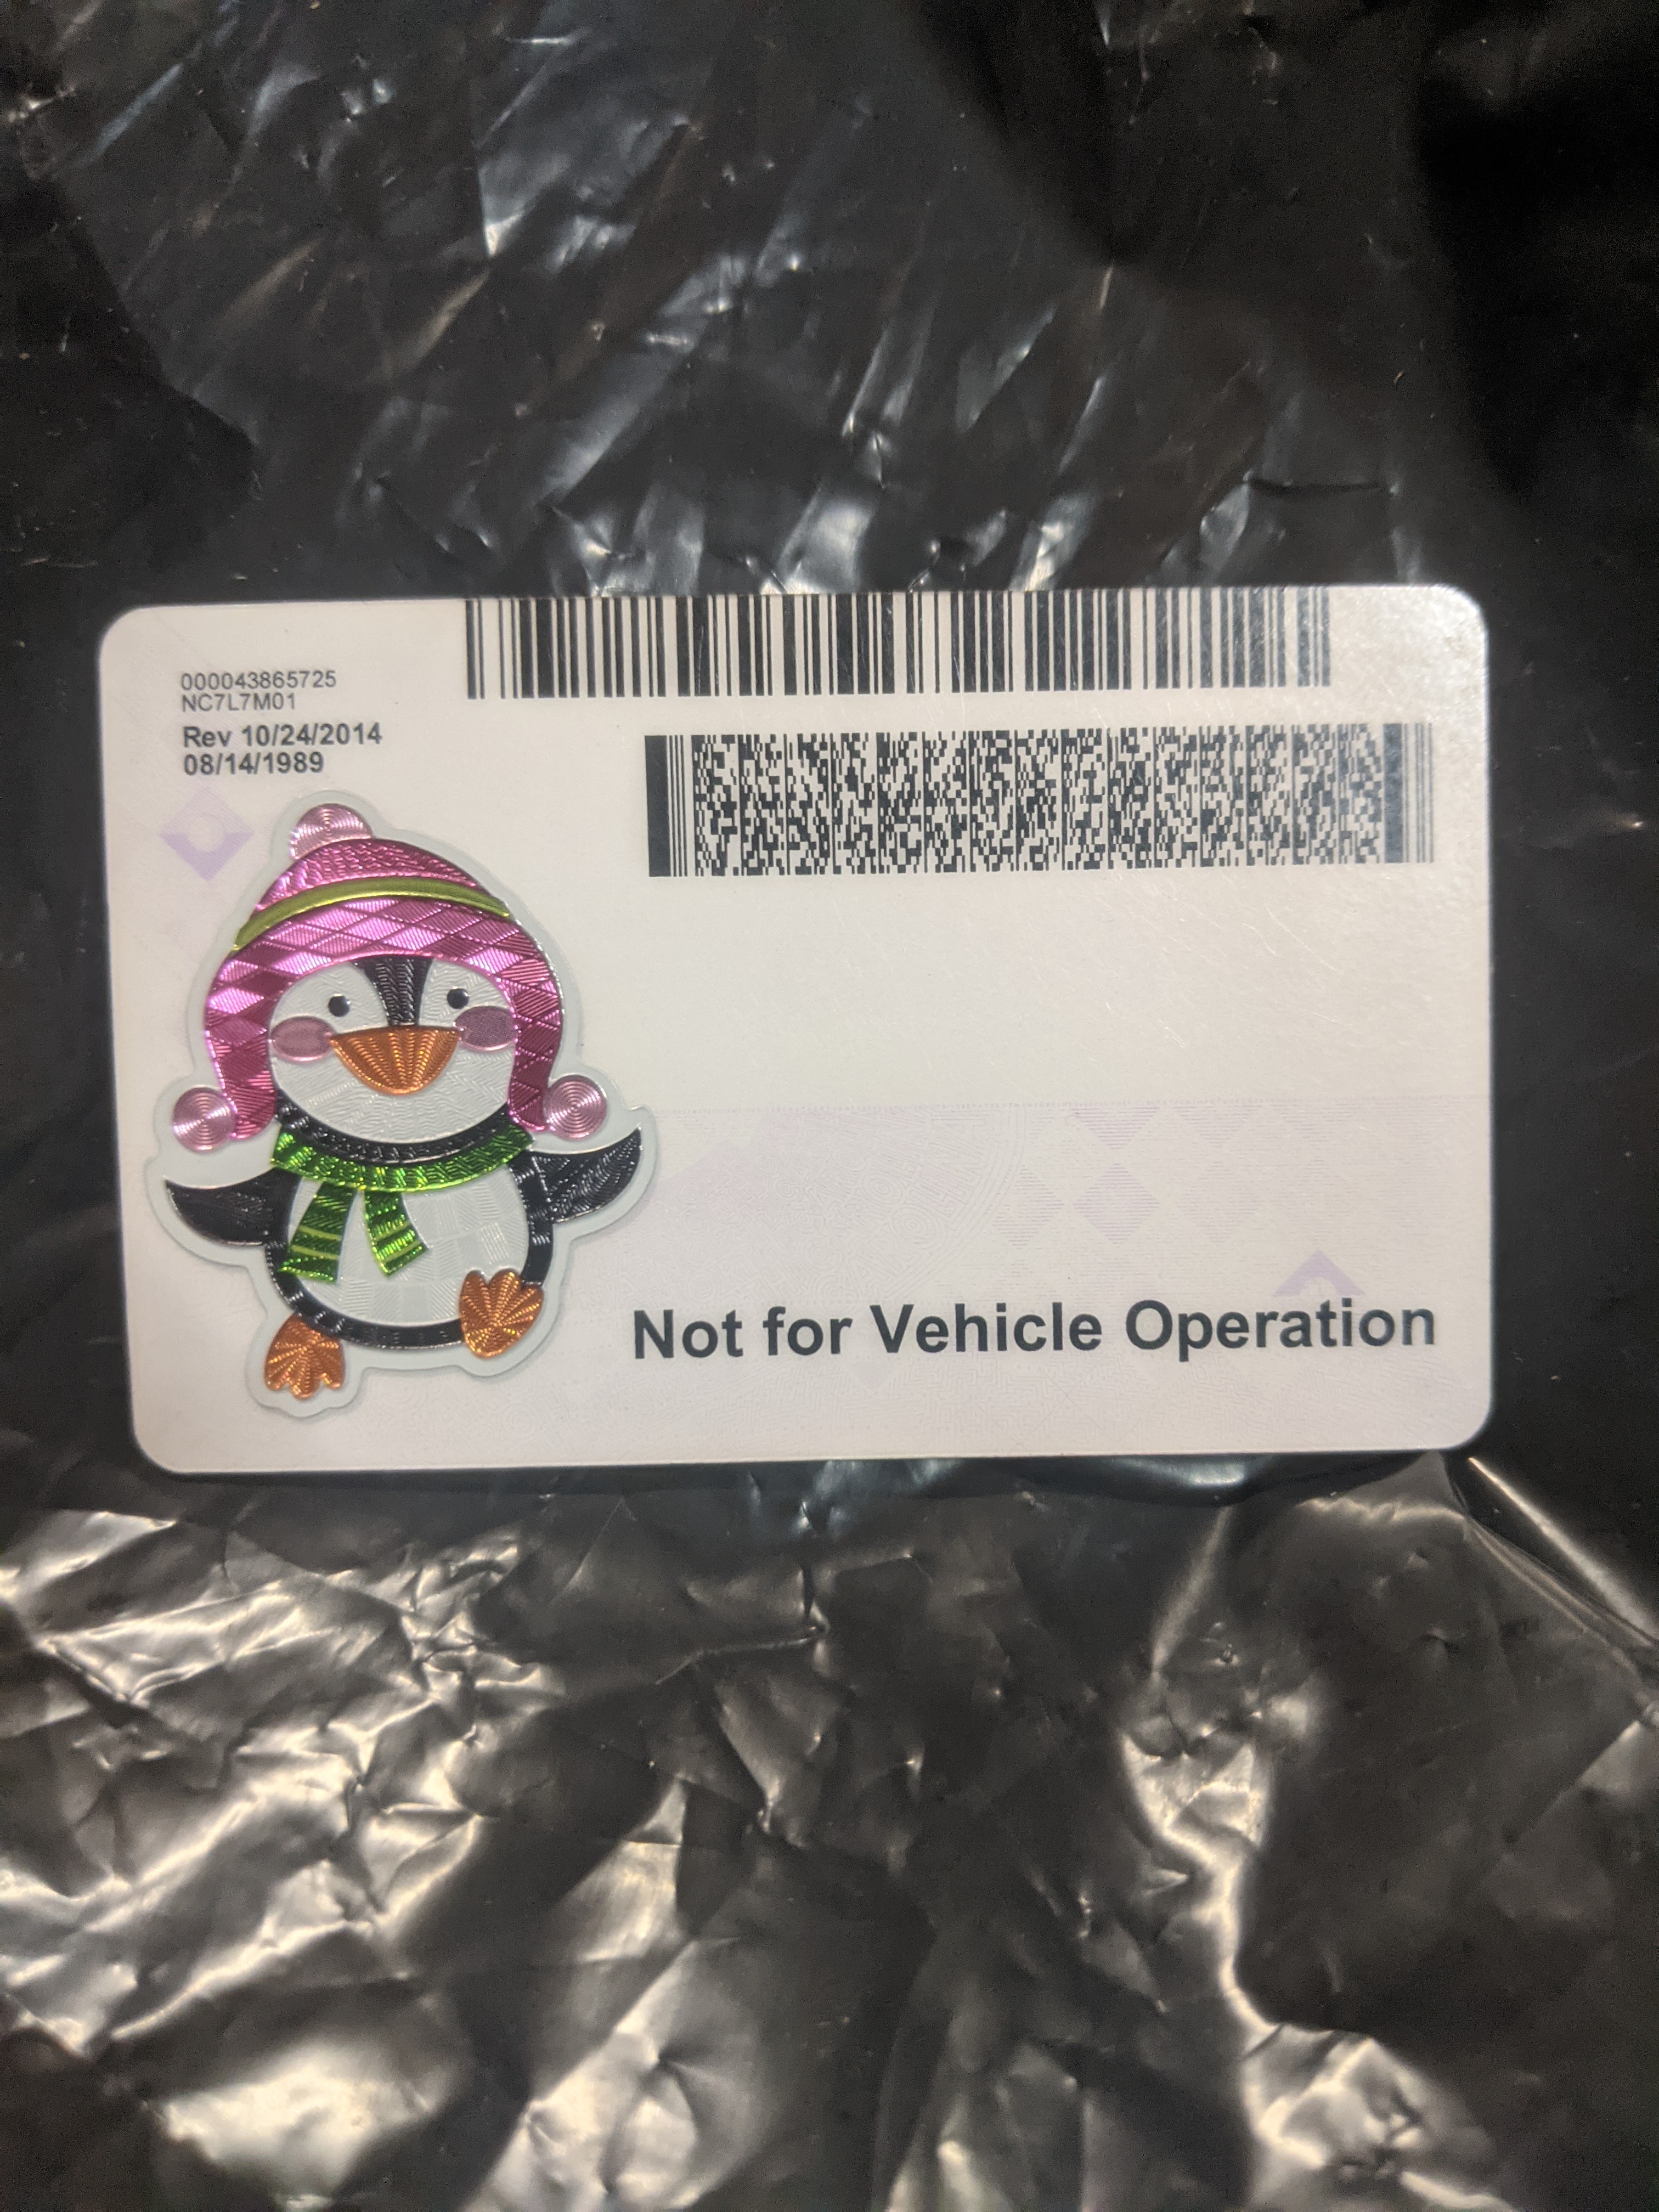 000043865725
NC7L7M01
Rev 10/24/2014
08/14/1989
Not for Vehicle Operation